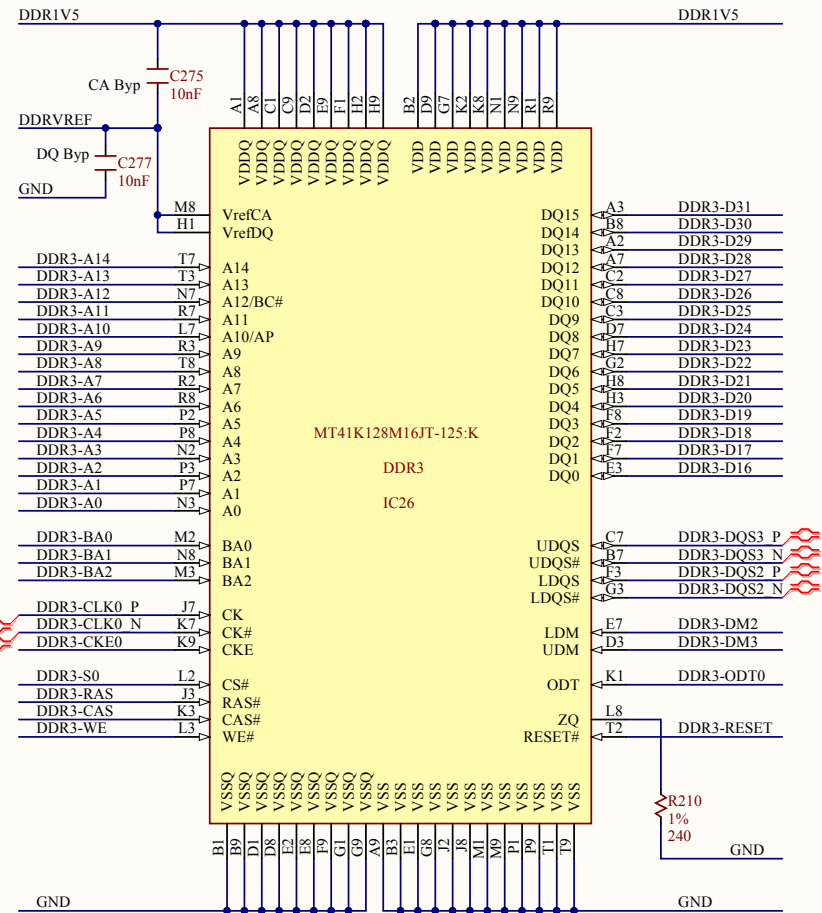 DDR1V5 DDR1V5
CA Byp C275
10nF
DDRVREF
DQ Byp C277
10nF
GND
A1 A8 C1 C9 D2 E9 F1 H2 H9 B2 D9 G7 K2 K8 N1 N9 R1 R9
VDDQ VDDQ VDDQ VDDQ VDDQ VDDQ VDDQ VDDQ VDDQ VDD VDD VDD VDD VDD VDD VDD VDD VDD
M8 VrefCA
H1 VrefDQ
DDR3-A14 T7 A14
DDR3-A13 T3 A13
DDR3-A12 N7 A12/BC#
DDR3-A11 R7 A11
DDR3-A10 L7 A10/AP
DDR3-A9 R3 A9
DDR3-A8 T8 A8
DDR3-A7 R2 A7
DDR3-A6 R8 A6
DDR3-A5 P2 A5
DDR3-A4 P8 A4
DDR3-A3 N2 A3
DDR3-A2 P3 A2
DDR3-A1 P7 A1
DDR3-A0 N3 A0
DDR3-BA0 M2 BA0
DDR3-BA1 N8 BA1
DDR3-BA2 M3 BA2
DDR3-CLK0_P J7 CK
DDR3-CLK0_N K7 CK#
DDR3-CKE0 K9 CKE
DDR3-S0 L2 CS#
DDR3-RAS J3 RAS#
DDR3-CAS K3 CAS#
DDR3-WE L3 WE#
MT41K128M16JT-125:K
DDR3
IC26
DQ15 A3 DDR3-D31
DQ14 B8 DDR3-D30
DQ13 A2 DDR3-D29
DQ12 A7 DDR3-D28
DQ11 C2 DDR3-D27
DQ10 C8 DDR3-D26
DQ9 C3 DDR3-D25
DQ8 D7 DDR3-D24
DQ7 H7 DDR3-D23
DQ6 G2 DDR3-D22
DQ5 H8 DDR3-D21
DQ4 H3 DDR3-D20
DQ3 F8 DDR3-D19
DQ2 F2 DDR3-D18
DQ1 F7 DDR3-D17
DQ0 E3 DDR3-D16
UDQS C7 DDR3-DQS3_P
UDQS# B7 DDR3-DQS3_N
LDQS F3 DDR3-DQS2_P
LDQS# G3 DDR3-DQS2_N
LDM E7 DDR3-DM2
UDM D3 DDR3-DM3
ODT K1 DDR3-ODT0
ZQ L8
RESET# T2 DDR3-RESET
R210
1%
240
GND
VSSQ VSSQ VSSQ VSSQ VSSQ VSSQ VSSQ VSSQ VSSQ VSS VSS VSS VSS VSS VSS VSS VSS VSS VSS VSS VSS
B1 B9 D1 D8 E2 E8 F9 G1 G9 A9 B3 E1 G8 J2 J8 M1 M9 P1 P9 T1 T9
GND GND